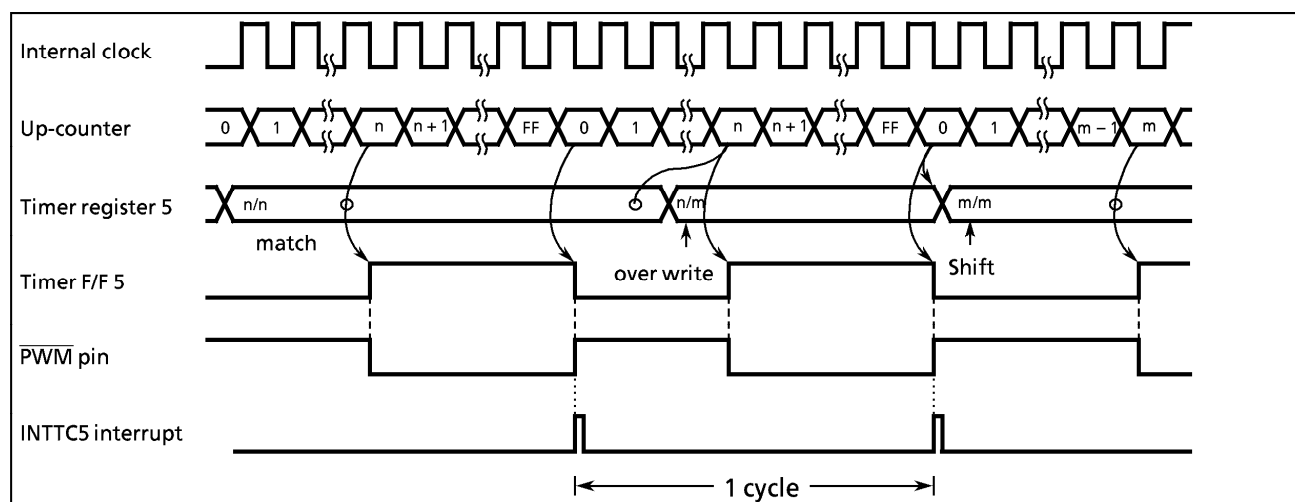 Internal clock
Up-counter
0 1 n n + 1 FF 0 1 n n + 1 FF 0 1 m – 1 m
Timer register 5
n/n n/m m/m
match
over write
Shift
Timer F/F 5
PWM pin
INTTC5 interrupt
1 cycle